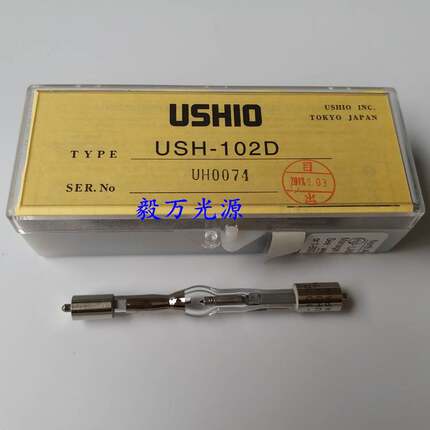 USHIO
USHIO INC.
TOKYO JAPAN
TYPE USH-102D
SER.No UH0074
毅万光源